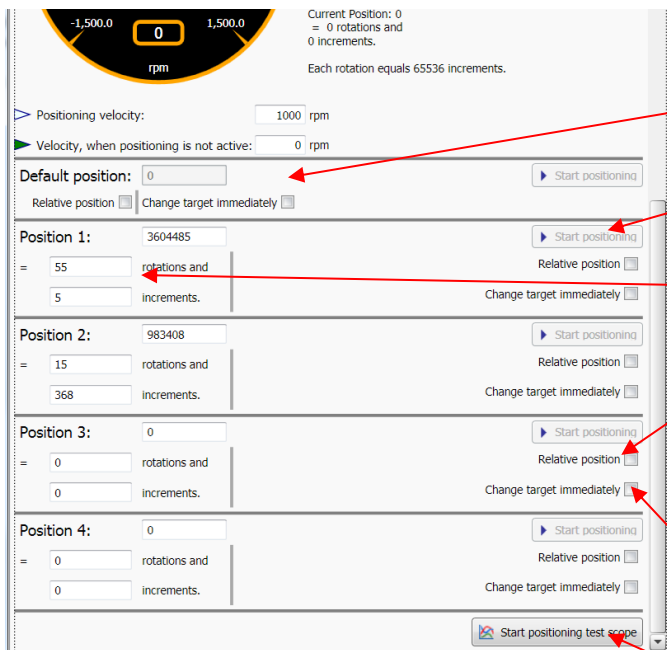 Current Position: 0
-1,500.0 1,500.0
= 0 rotations and
0
0 increments.
rpm
Each rotation equals 65536 increments.
Positioning velocity: 1000 rpm
Velocity, when positioning is not active: 0 rpm
Default position: 0 Start positioning
Relative position Change target immediately
Position 1: 3604485 Start positioning
= 55 rotations and Relative position
5 increments. Change target immediately
Position 2: 983408 Start positioning
= 15 rotations and Relative position
368 increments. Change target immediately
Position 3: 0 Start positioning
= 0 rotations and Relative position
0 increments. Change target immediately
Position 4: 0 Start positioning
= 0 rotations and Relative position
0 increments. Change target immediately
Start positioning test scope